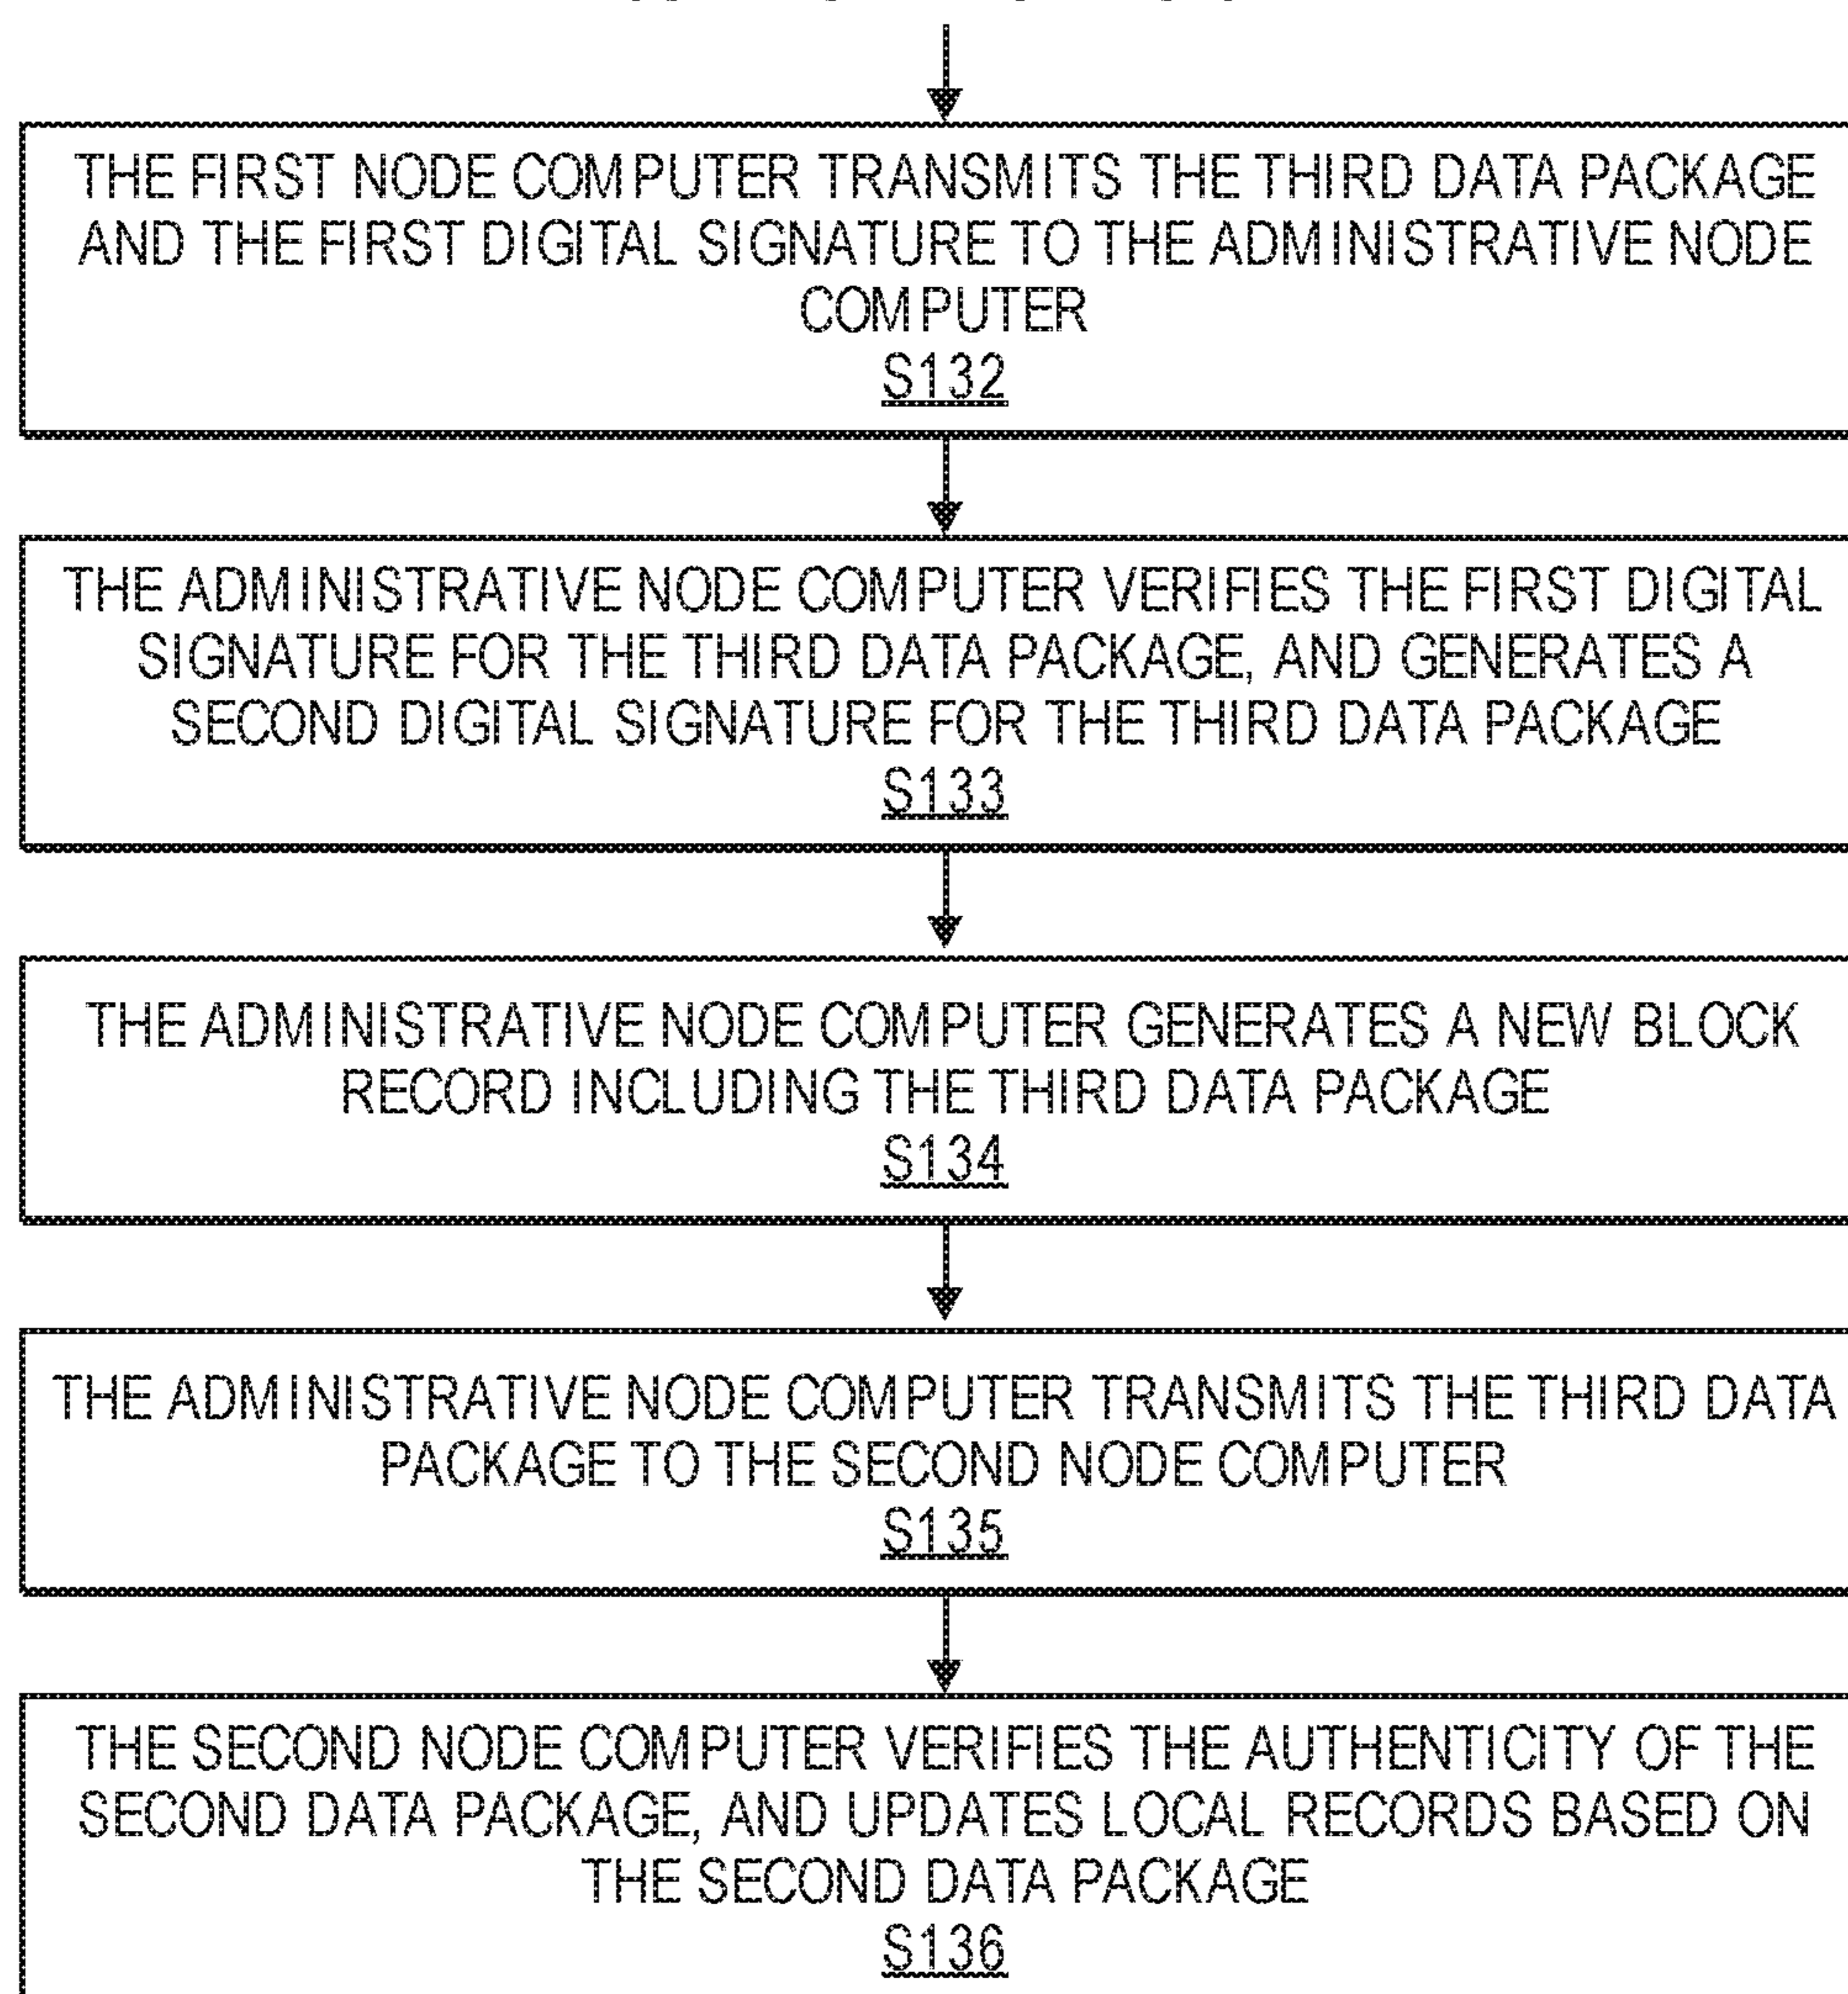 THE FIRST NODE COMPUTER TRANSMITS THE THIRD DATA PACKAGE
AND THE FIRST DIGITAL SIGNATURE TO THE ADMINISTRATIVE NODE
COMPUTER
S132
THE ADMINISTRATIVE NODE COMPUTER VERIFIES THE FIRST DIGITAL
SIGNATURE FOR THE THIRD DATA PACKAGE, AND GENERATES A
SECOND DIGITAL SIGNATURE FOR THE THIRD DATA PACKAGE
S133
THE ADMINISTRATIVE NODE COMPUTER GENERATES A NEW BLOCK
RECORD INCLUDING THE THIRD DATA PACKAGE
S134
THE ADMINISTRATIVE NODE COMPUTER TRANSMITS THE THIRD DATA
PACKAGE TO THE SECOND NODE COMPUTER
S135
THE SECOND NODE COMPUTER VERIFIES THE AUTHENTICITY OF THE
SECOND DATA PACKAGE, AND UPDATES LOCAL RECORDS BASED ON
THE SECOND DATA PACKAGE
S136